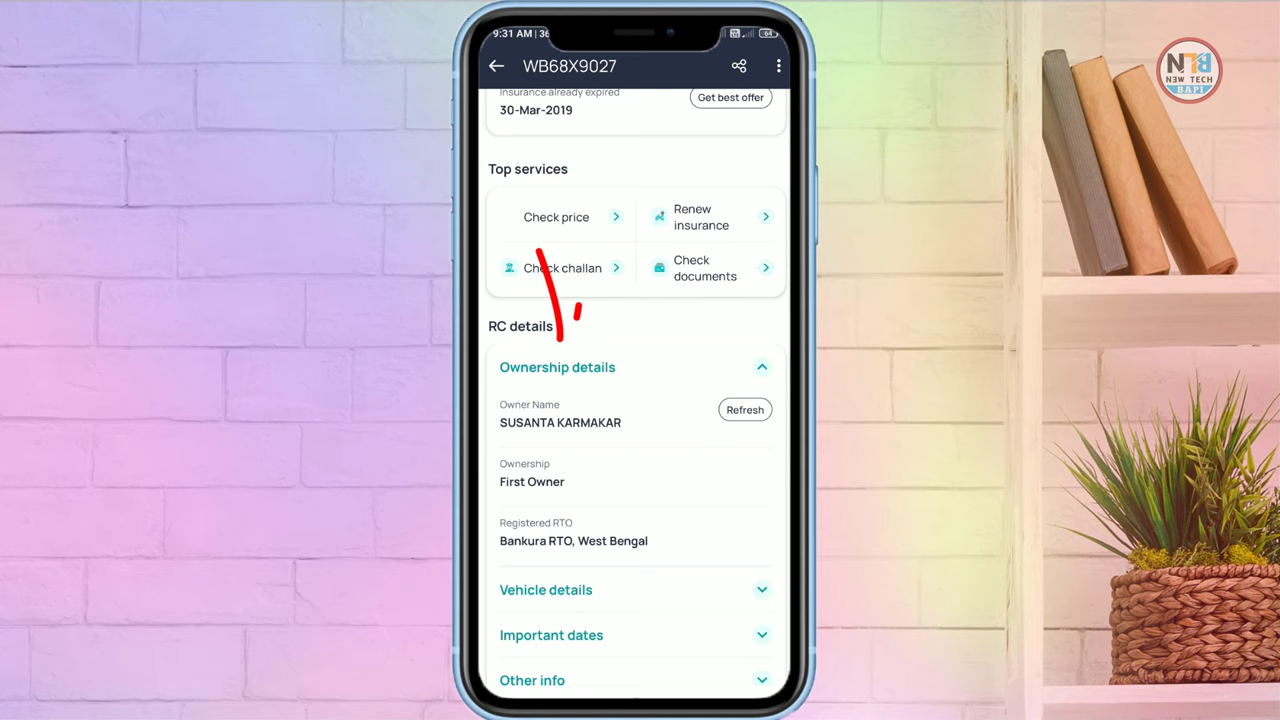 9:31 AM | 36
64
WB68X9027
Insurance already expired
30-Mar-2019
Get best offer
Top services
Check price
Renew
insurance
Check challan
Check
documents
RC details
Ownership details
Owner Name
SUSANTA KARMAKAR
Refresh
Ownership
First Owner
Registered RTO
Bankura RTO, West Bengal
Vehicle details
Important dates
Other info
NTB
N3W TECH
BAPI